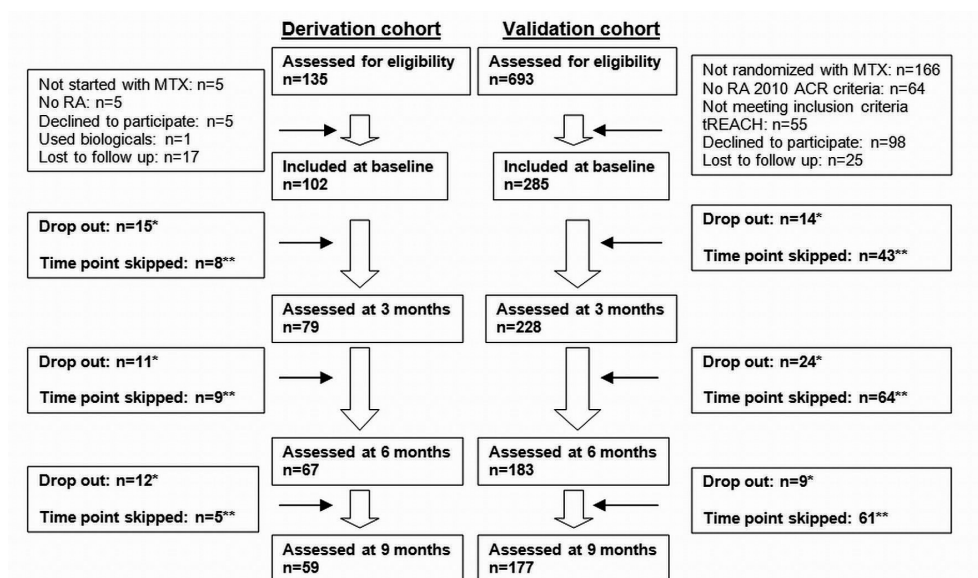 Derivation cohort
Validation cohort
Assessed for eligibility
n=135
Assessed for eligibility
n=693
Not started with MTX: n=5
No RA: n=5
Declined to participate: n=5
Used biologicals: n=1
Lost to follow up: n=17
Not randomized with MTX: n=166
No RA 2010 ACR criteria: n=64
Not meeting inclusion criteria
tREACH: n=55
Declined to participate: n=98
Lost to follow up: n=25
Included at baseline
n=102
Included at baseline
n=285
Drop out: n=15*
Time point skipped: n=8**
Drop out: n=14*
Time point skipped: n=43**
Assessed at 3 months
n=79
Assessed at 3 months
n=228
Drop out: n=11*
Time point skipped: n=9**
Drop out: n=24*
Time point skipped: n=64**
Assessed at 6 months
n=67
Assessed at 6 months
n=183
Drop out: n=12*
Time point skipped: n=5**
Drop out: n=9*
Time point skipped: 61**
Assessed at 9 months
n=59
Assessed at 9 months
n=177